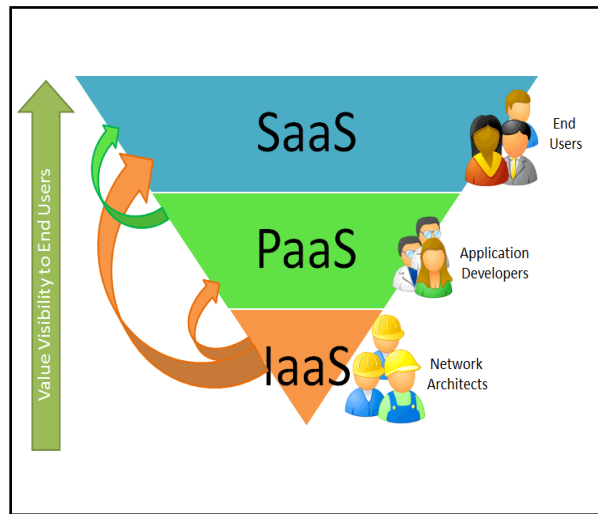 Value Visibility to End Users
SaaS
End
Users
PaaS
Application
Developers
IaaS
Network
Architects